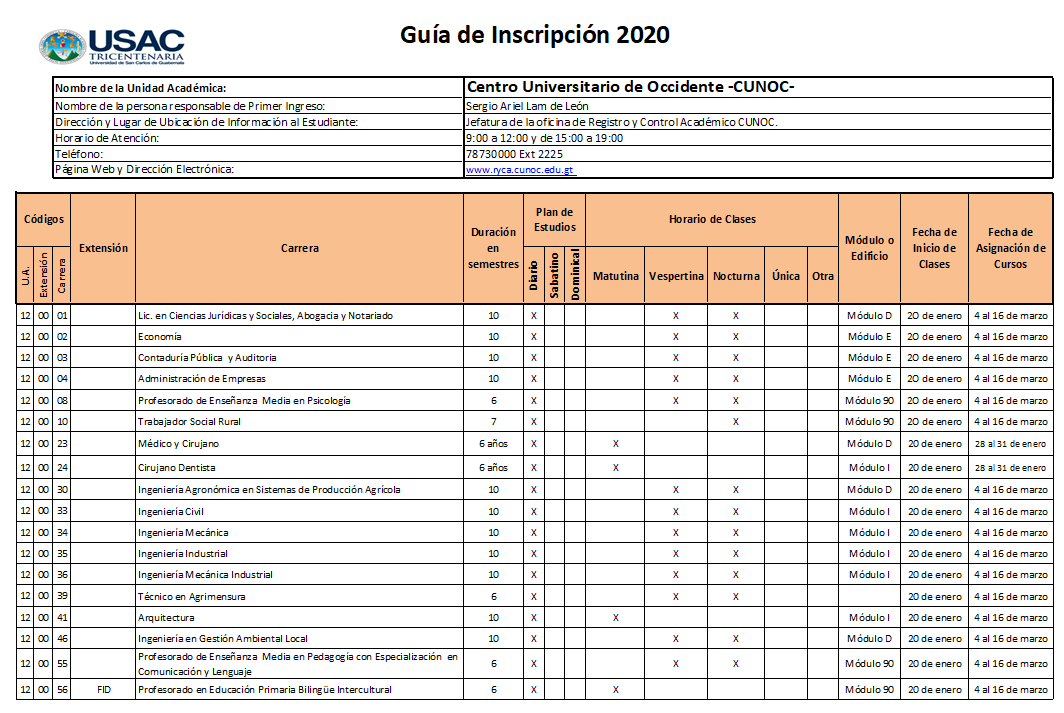 USAC
TRICENTENARIA
Universidad de San Carlos de Guatemala
Guía de Inscripción 2020
Nombre de la Unidad Académica: Centro Universitario de Occidente -CUNOC-
Nombre de la persona responsable de Primer Ingreso: Sergio Ariel Lam de León
Dirección y Lugar de Ubicación de Información al Estudiante: Jefatura de la oficina de Registro y Control Académico CUNOC.
Horario de Atención: 9:00 a 12:00 y de 15:00 a 19:00
Teléfono: 78730000 Ext 2225
Página Web y Dirección Electrónica: www.ryca.cunoc.edu.gt
Códigos Extensión Carrera Duración en semestres Plan de Estudios Horario de Clases Módulo o Edificio Fecha de Inicio de Clases Fecha de Asignación de Cursos
U.A. Extensión Carrera Diario Sabatino Dominical Matutina Vespertina Nocturna Única Otra
12 00 01 Lic. en Ciencias Jurídicas y Sociales, Abogacia y Notariado 10 X X X Módulo D 20 de enero 4 al 16 de marzo
12 00 02 Economía 10 X X X Módulo E 20 de enero 4 al 16 de marzo
12 00 03 Contaduría Pública y Auditoria 10 X X X Módulo E 20 de enero 4 al 16 de marzo
12 00 04 Administración de Empresas 10 X X X Módulo E 20 de enero 4 al 16 de marzo
12 00 08 Profesorado de Enseñanza Media en Psicología 6 X X X Módulo 90 20 de enero 4 al 16 de marzo
12 00 10 Trabajador Social Rural 7 X X Módulo 90 20 de enero 4 al 16 de marzo
12 00 23 Médico y Cirujano 6 años X X Módulo D 20 de enero 28 al 31 de enero
12 00 24 Cirujano Dentista 6 años X X Módulo I 20 de enero 28 al 31 de enero
12 00 30 Ingeniería Agronómica en Sistemas de Producción Agrícola 10 X X X Módulo D 20 de enero 4 al 16 de marzo
12 00 33 Ingeniería Civil 10 X X X Módulo I 20 de enero 4 al 16 de marzo
12 00 34 Ingeniería Mecánica 10 X X X Módulo I 20 de enero 4 al 16 de marzo
12 00 35 Ingeniería Industrial 10 X X X Módulo I 20 de enero 4 al 16 de marzo
12 00 36 Ingeniería Mecánica Industrial 10 X X X Módulo I 20 de enero 4 al 16 de marzo
12 00 39 Técnico en Agrimensura 6 X X X 20 de enero 4 al 16 de marzo
12 00 41 Arquitectura 10 X X Módulo I 20 de enero 4 al 16 de marzo
12 00 46 Ingeniería en Gestión Ambiental Local 10 X X X Módulo D 20 de enero 4 al 16 de marzo
12 00 55 Profesorado de Enseñanza Media en Pedagogía con Especialización en Comunicación y Lenguaje 6 X X X Módulo 90 20 de enero 4 al 16 de marzo
12 00 56 FID Profesorado en Educación Primaria Bilingüe Intercultural 6 X X Módulo 90 20 de enero 4 al 16 de marzo